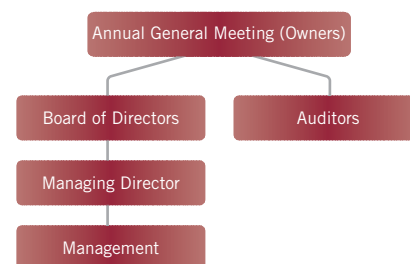 Annual General Meeting (Owners)
Board of Directors
Auditors
Managing Director
Management